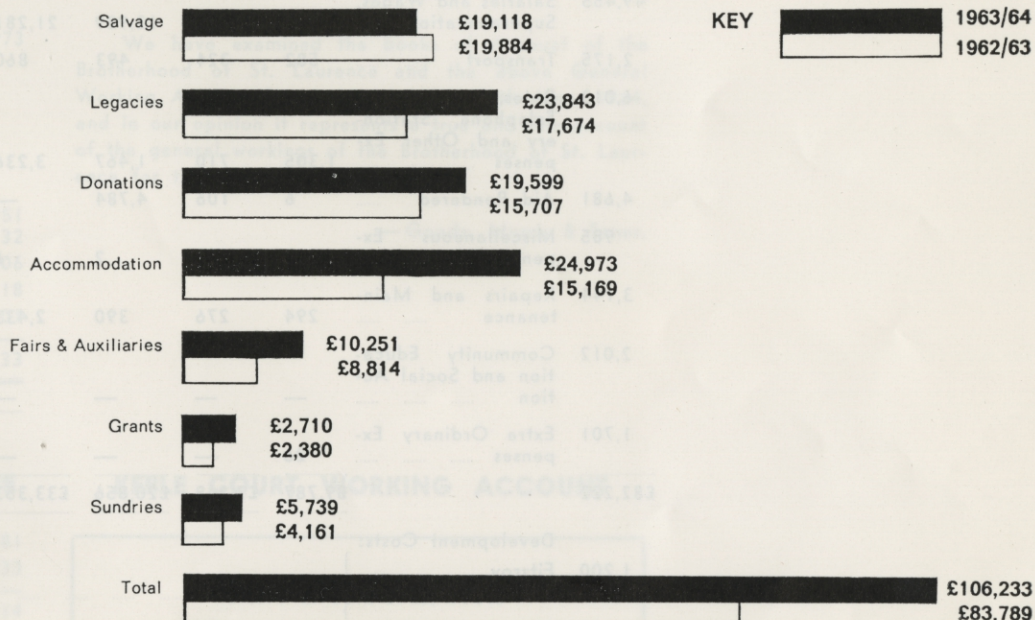 Salvage £19,118
£19,884
KEY 1963/64
1962/63
Legacies £23,843
£17,674
Donations £19,599
£15,707
Accommodation £24,973
£15,169
Fairs & Auxiliaries £10,251
£8,814
Grants £2,710
£2,380
Sundries £5,739
£4,161
Total £106,233
£83,789